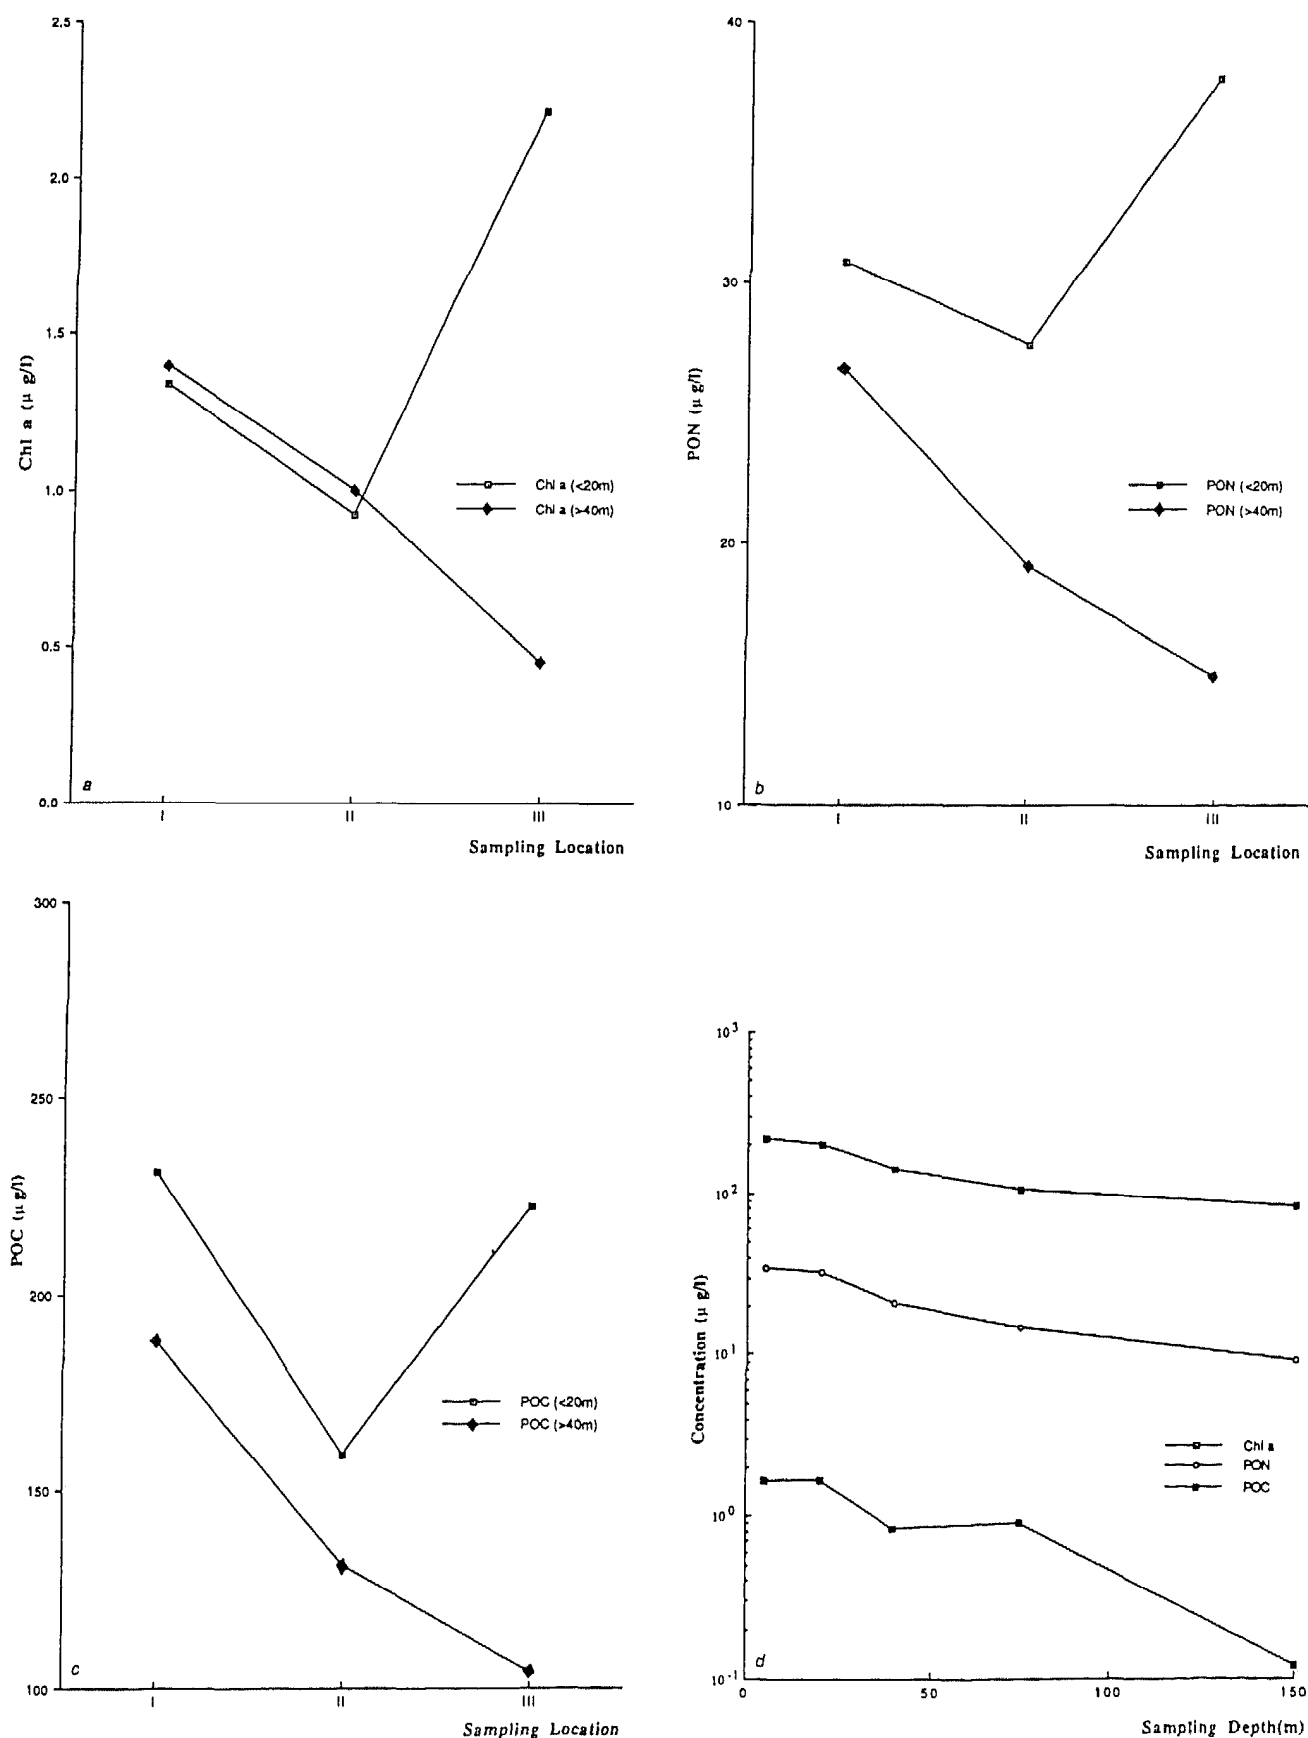 2.5
2.0
1.5
1.0
0.5
0.0
Chl a (μ g/l)
Chl a (<20m)
Chl a (>40m)
a
I II III
Sampling Location
40
30
20
10
PON (μ g/l)
PON (<20m)
PON (>40m)
b
I II III
Sampling Location
300
250
200
150
100
POC (μ g/l)
POC (<20m)
POC (>40m)
c
I II III
Sampling Location
10³
10²
10¹
10⁰
10⁻¹
Concentration (μ g/l)
Chl a
PON
POC
d
0 50 100 150
Sampling Depth(m)